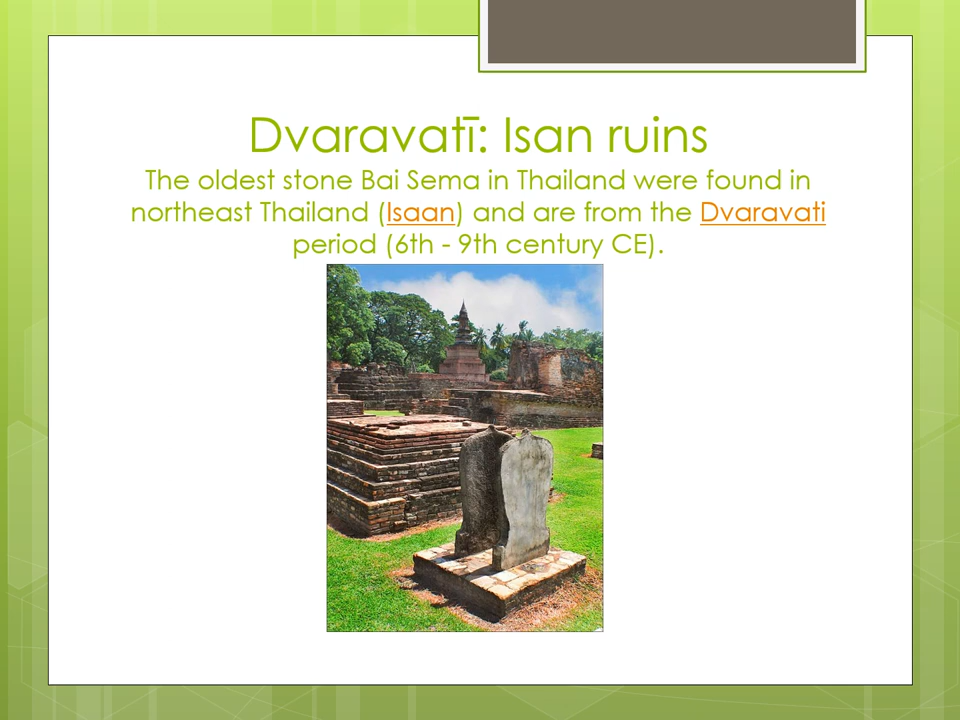 Dvaravatī: Isan ruins
The oldest stone Bai Sema in Thailand were found in
northeast Thailand (Isaan) and are from the Dvaravati
period (6th - 9th century CE).